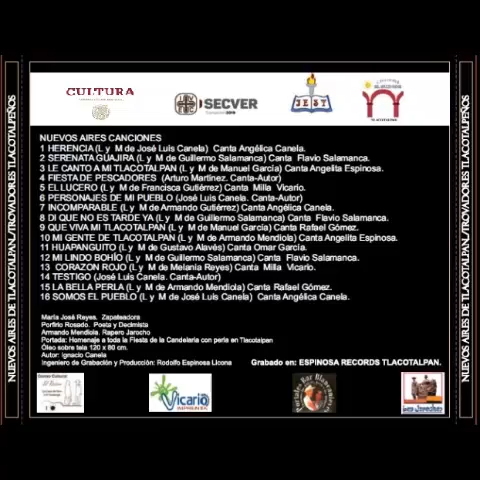 CULTURA
SECVER
JEST
NUEVOS AIRES CANCIONES
1 HERENCIA (L y M de José Luis Canela) Canta Angélica Canela.
2 SERENATA GUAJIRA (L y M de Guillermo Salamanca) Canta Flavio Salamanca.
3 LE CANTO A MI TLACOTALPAN (L y M de Manuel García) Canta Angelita Espinosa.
4 FIESTA DE PESCADORES (Arturo Martínez. Canta-Autor)
5 EL LUCERO (L y M de Francisca Gutiérrez) Canta Milla Vicario.
6 PERSONAJES DE MI PUEBLO (José Luis Canela. Canta-Autor)
7 INCOMPARABLE (L y M de Armando Gutiérrez) Canta Angélica Canela.
8 DI QUE NO ES TARDE YA (L y M de Guillermo Salamanca) Canta Flavio Salamanca.
9 QUE VIVA MI TLACOTALPAN (L y M de Manuel García) Canta Rafael Gómez.
10 MI GENTE DE TLACOTALPAN (L y M de Armando Mendiola) Canta Angelita Espinosa.
11 HUAPANGUITO (L y M de Gustavo Alavés) Canta Omar García.
12 MI LINDO BOHÍO (L y M de Guillermo Salamanca) Canta Flavio Salamanca.
13 CORAZON ROJO (L y M de Melania Reyes) Canta Milla Vicario.
14 TESTIGO (José Luis Canela. Canta-Autor)
15 LA BELLA PERLA (L y M de Armando Mendiola) Canta Rafael Gómez.
16 SOMOS EL PUEBLO (L y M de José Luis Canela) Canta Angélica Canela.
María José Reyes. Zapateadora
Porfirio Rosado. Poeta y Decimista
Armando Mendiola. Rapero Jarocho
Portada: Homenaje a toda la Fiesta de la Candelaria con perla en Tlacotalpan
Óleo sobre tela 120 x 80 cm.
Autor: Ignacio Canela
Ingeniero de Grabación y Producción: Rodolfo Espinosa Licona
Grabado en: ESPINOSA RECORDS TLACOTALPAN.
Vicario
IMPRENTA
NUEVOS AIRES DE TLACOTALPAN/TROVADORES TLACOTALPEÑOS
NUEVOS AIRES DE TLACOTALPAN/TROVADORES TLACOTALPEÑOS